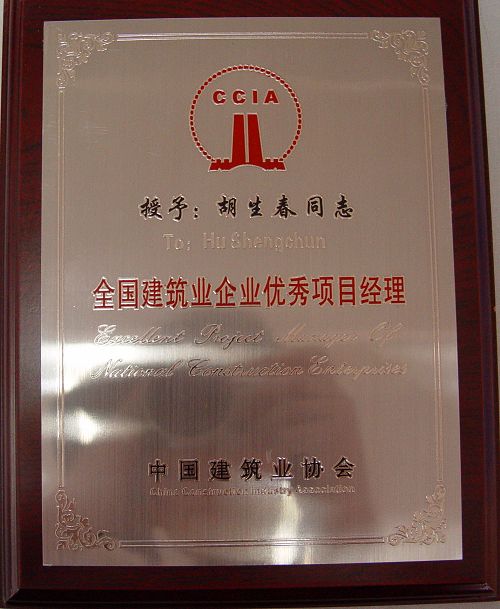 CCIA
授予：胡生春同志
To: Hu Shengchun
全国建筑业企业优秀项目经理
Excellent Project Manager Of
National Construction Enterprises
中国建筑业协会
China Construction Industry Association